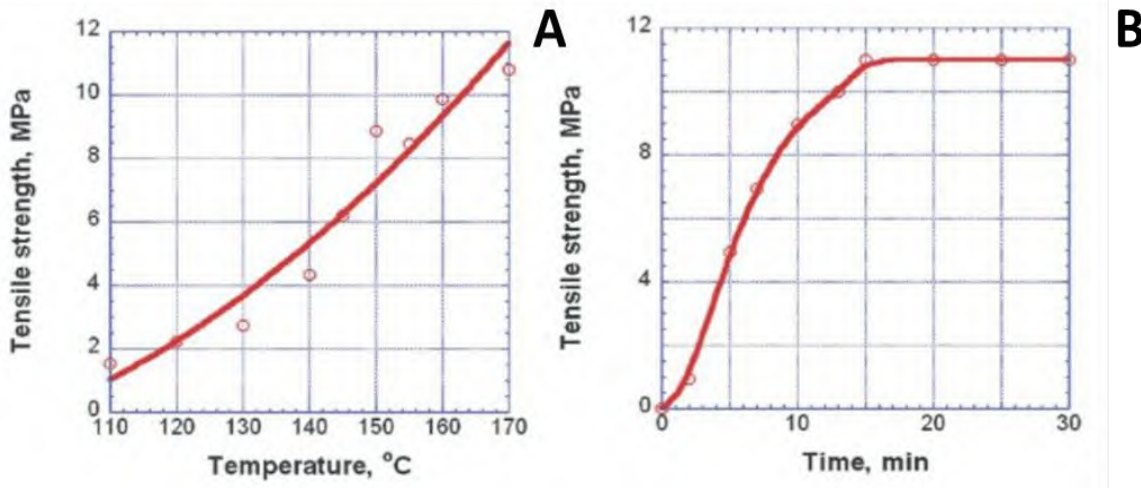 A
Tensile strength, MPa
12
10
8
6
4
2
0
110 120 130 140 150 160 170
Temperature, °C
B
Tensile strength, MPa
12
8
4
0
0 10 20 30
Time, min